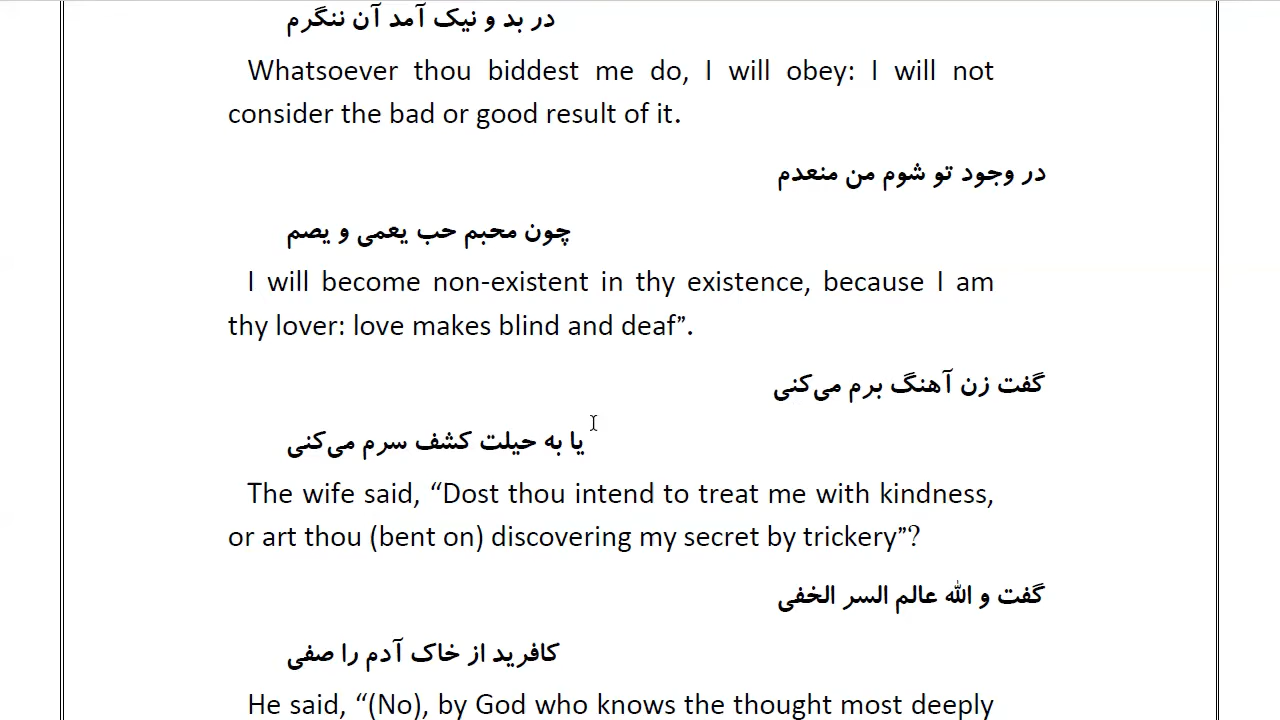 در بد و نیک آمد آن ننگرم
Whatsoever thou biddest me do, I will obey: I will not
consider the bad or good result of it.
در وجود تو شوم من منعدم
چون محبم حب یعمی و یصم
I will become non-existent in thy existence, because I am
thy lover: love makes blind and deaf”.
گفت زن آهنگ برم می‌کنی
یا به حیلت کشف سرم می‌کنی
The wife said, “Dost thou intend to treat me with kindness,
or art thou (bent on) discovering my secret by trickery”?
گفت و الله عالم السر الخفی
کافرید از خاک آدم را صفی
He said, “(No), by God who knows the thought most deeply